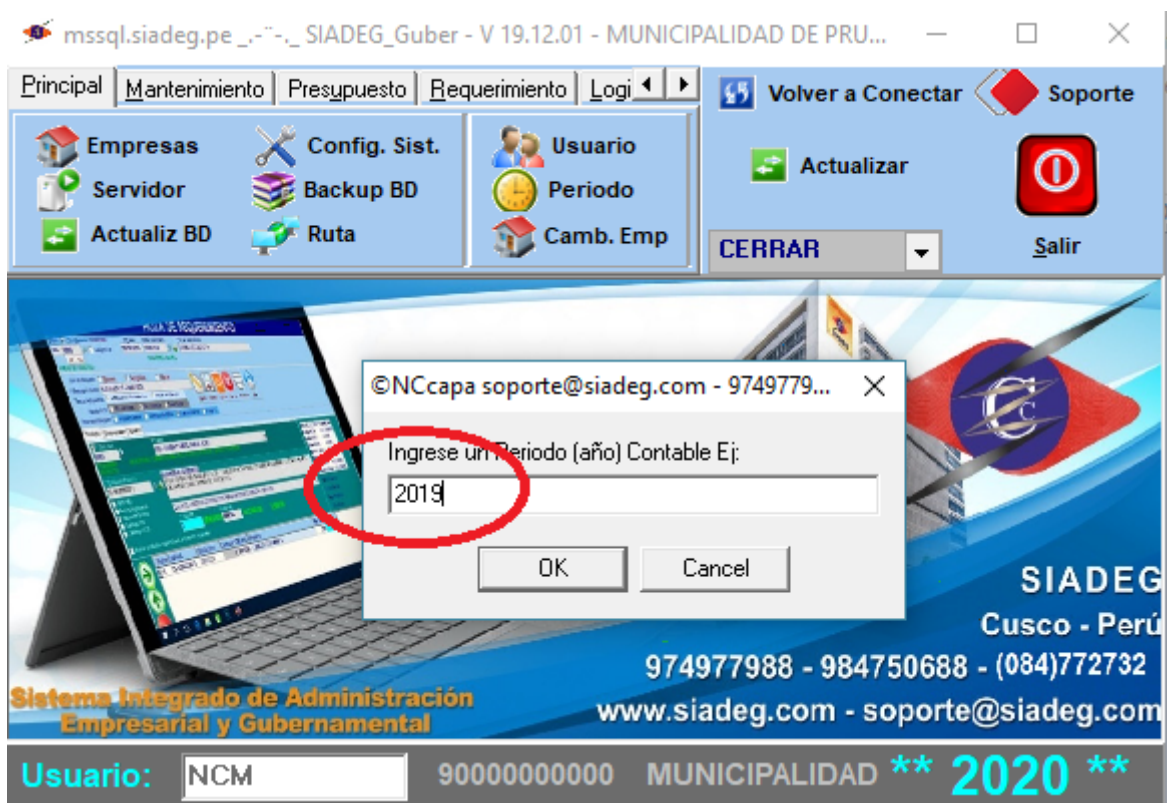 mssql.siadeg.pe _.-¨-._ SIADEG_Guber - V 19.12.01 - MUNICIPALIDAD DE PRU...
Principal Mantenimiento Presupuesto Requerimiento Logi
Volver a Conectar Soporte
Empresas Config. Sist. Usuario
Actualizar
Servidor Backup BD Periodo
Actualiz BD Ruta Camb. Emp
CERRAR Salir
HOJA DE REQUERIMIENTO
©NCcapa soporte@siadeg.com - 9749779...
Ingrese un Periodo (año) Contable Ej:
2019
OK Cancel
SIADEG
Cusco - Perú
974977988 - 984750688 - (084)772732
Sistema Integrado de Administración
Empresarial y Gubernamental
www.siadeg.com - soporte@siadeg.com
Usuario: NCM 90000000000 MUNICIPALIDAD ** 2020 **